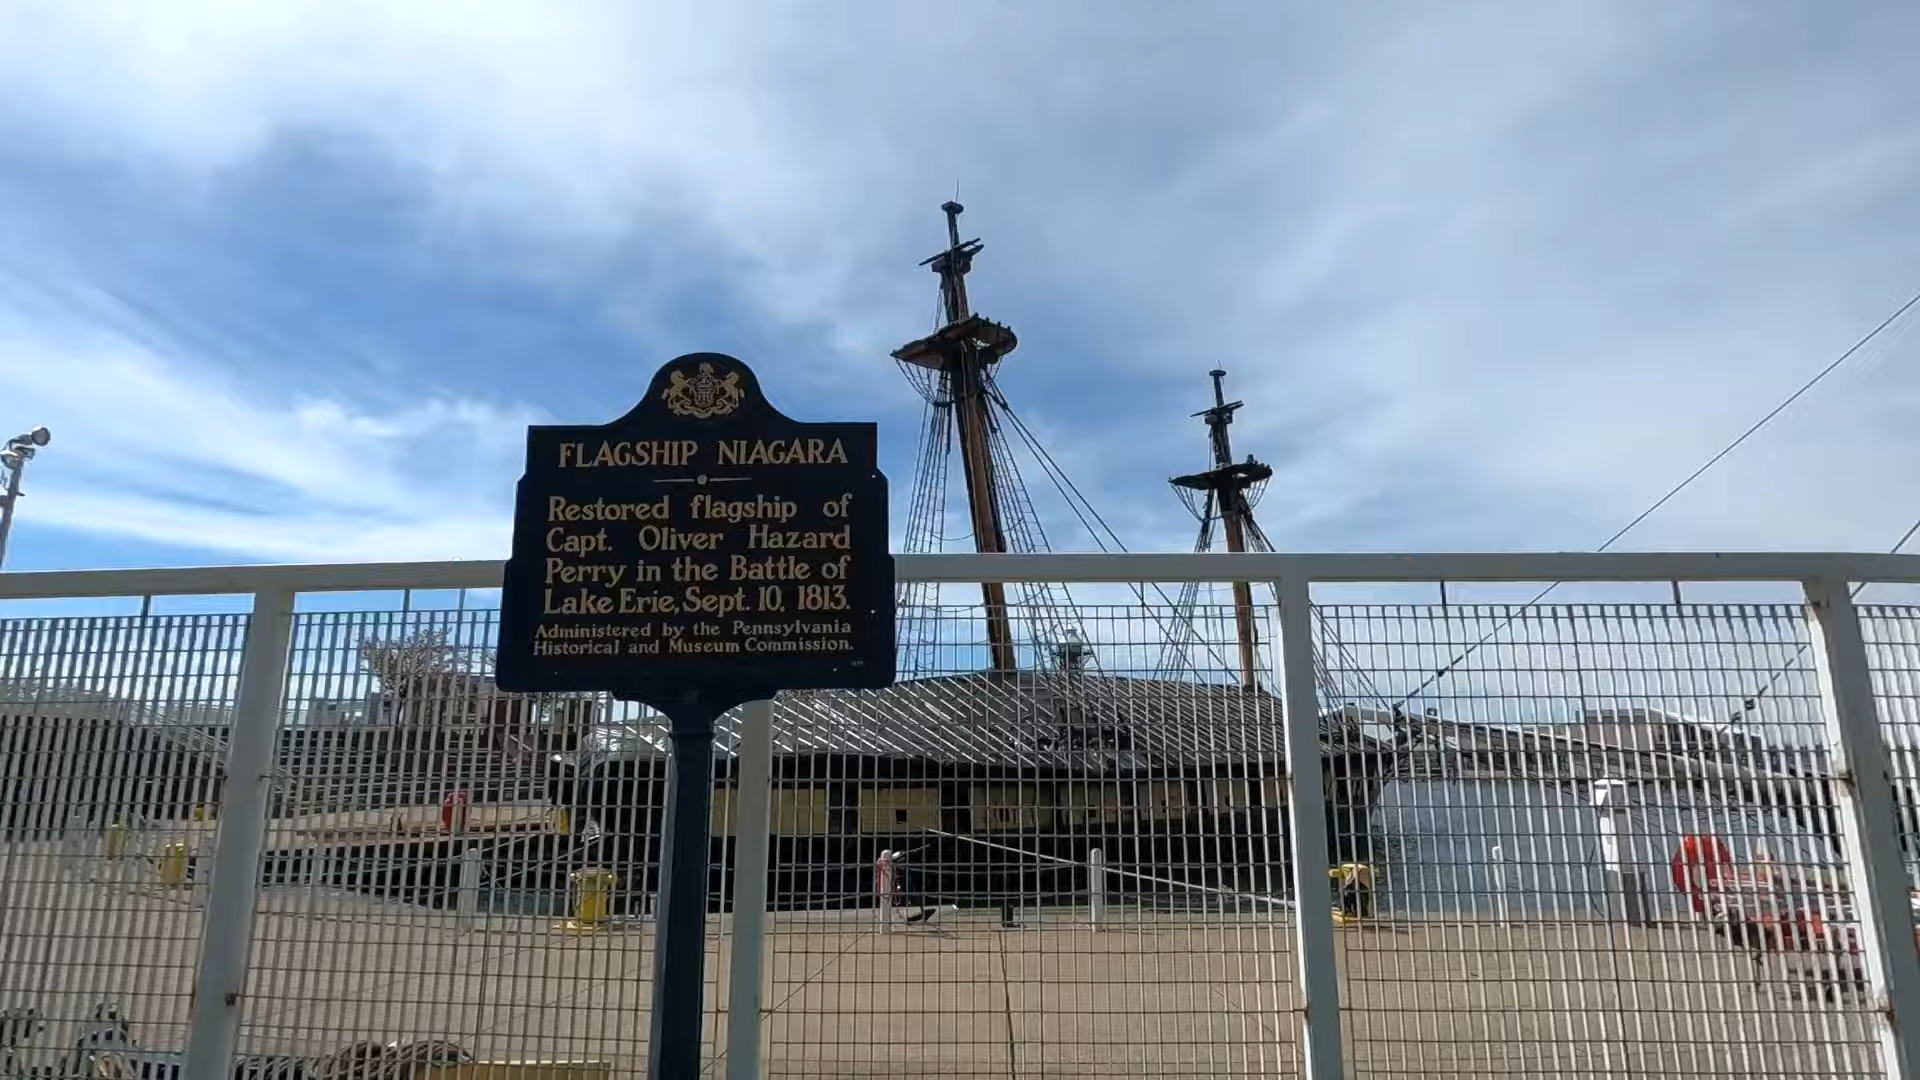 FLAGSHIP NIAGARA
Restored flagship of
Capt. Oliver Hazard
Perry in the Battle of
Lake Erie, Sept. 10, 1813.
Administered by the Pennsylvania
Historical and Museum Commission.